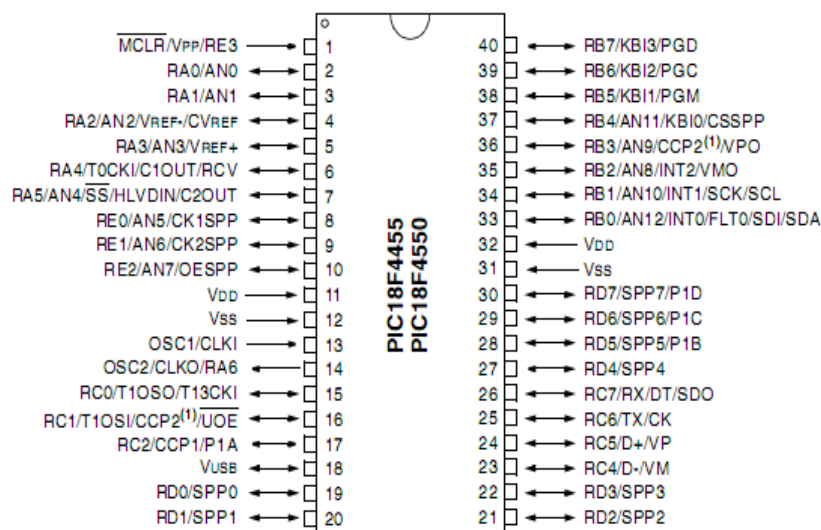 MCLR/VPP/RE3 1 40 RB7/KBI3/PGD
RA0/AN0 2 39 RB6/KBI2/PGC
RA1/AN1 3 38 RB5/KBI1/PGM
RA2/AN2/VREF-/CVREF 4 37 RB4/AN11/KBI0/CSSPP
RA3/AN3/VREF+ 5 36 RB3/AN9/CCP2(1)/VPO
RA4/T0CKI/C1OUT/RCV 6 35 RB2/AN8/INT2/VMO
RA5/AN4/SS/HLVDIN/C2OUT 7 34 RB1/AN10/INT1/SCK/SCL
RE0/AN5/CK1SPP 8 33 RB0/AN12/INT0/FLT0/SDI/SDA
RE1/AN6/CK2SPP 9 32 VDD
RE2/AN7/OESPP 10 31 VSS
VDD 11 30 RD7/SPP7/P1D
VSS 12 29 RD6/SPP6/P1C
OSC1/CLKI 13 28 RD5/SPP5/P1B
OSC2/CLKO/RA6 14 27 RD4/SPP4
RC0/T1OSO/T13CKI 15 26 RC7/RX/DT/SDO
RC1/T1OSI/CCP2(1)/UOE 16 25 RC6/TX/CK
RC2/CCP1/P1A 17 24 RC5/D+/VP
VUSB 18 23 RC4/D-/VM
RD0/SPP0 19 22 RD3/SPP3
RD1/SPP1 20 21 RD2/SPP2
PIC18F4455
PIC18F4550